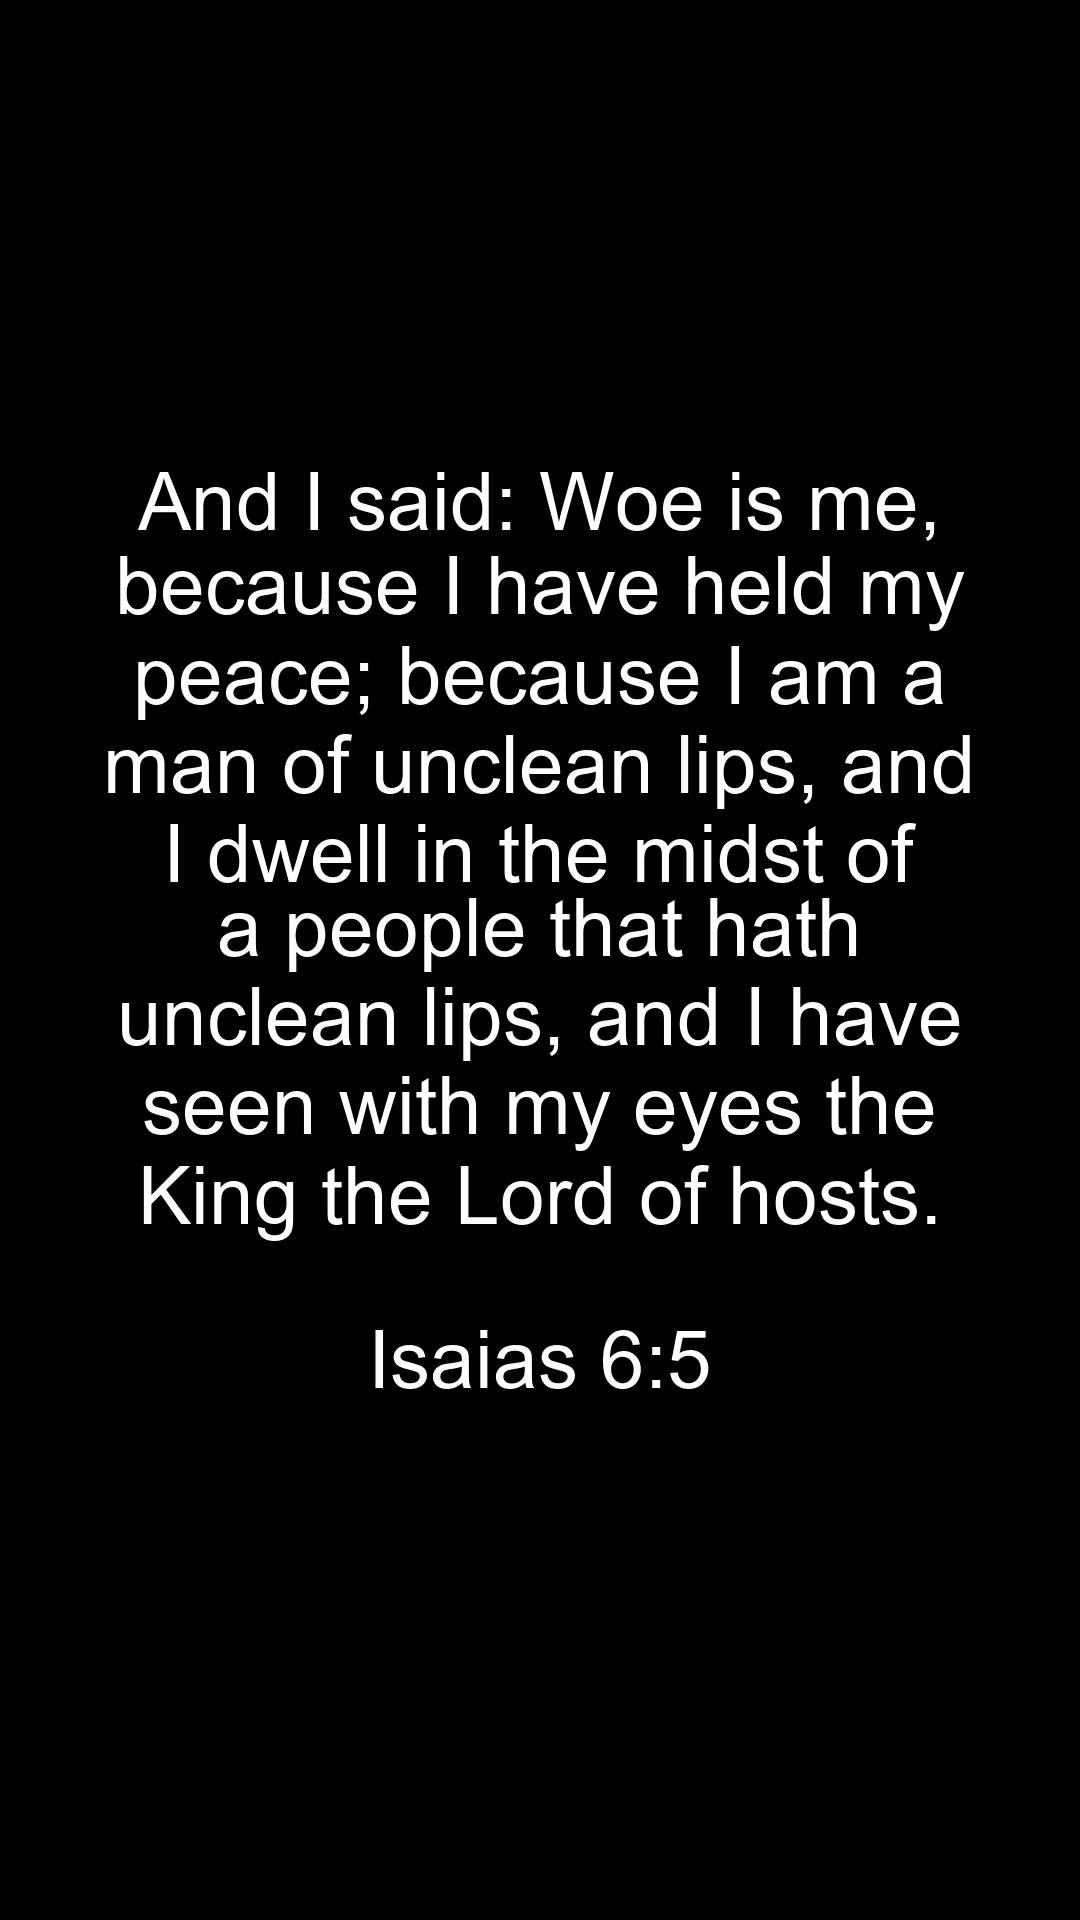 And I said: Woe is me,
because I have held my
peace; because I am a
man of unclean lips, and
I dwell in the midst of
a people that hath
unclean lips, and I have
seen with my eyes the
King the Lord of hosts.
Isaias 6:5